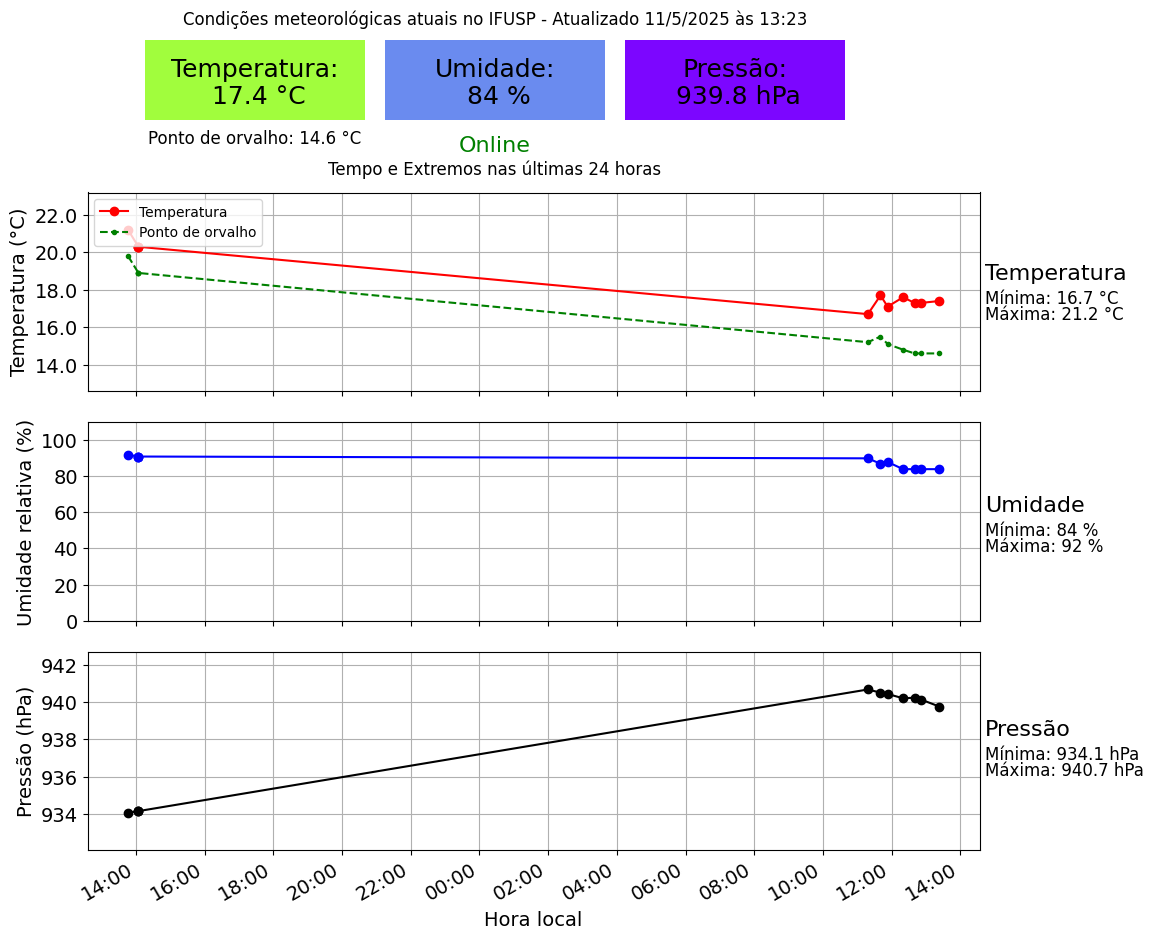 Condições meteorológicas atuais no IFUSP - Atualizado 11/5/2025 às 13:23
Temperatura:
17.4 °C
Umidade:
84 %
Pressão:
939.8 hPa
Ponto de orvalho: 14.6 °C
Online
Tempo e Extremos nas últimas 24 horas
Temperatura (°C)
22.0
20.0
18.0
16.0
14.0
Temperatura
Ponto de orvalho
Temperatura
Mínima: 16.7 °C
Máxima: 21.2 °C
Umidade relativa (%)
100
80
60
40
20
0
Umidade
Mínima: 84 %
Máxima: 92 %
Pressão (hPa)
942
940
938
936
934
Pressão
Mínima: 934.1 hPa
Máxima: 940.7 hPa
14:00 16:00 18:00 20:00 22:00 00:00 02:00 04:00 06:00 08:00 10:00 12:00 14:00
Hora local